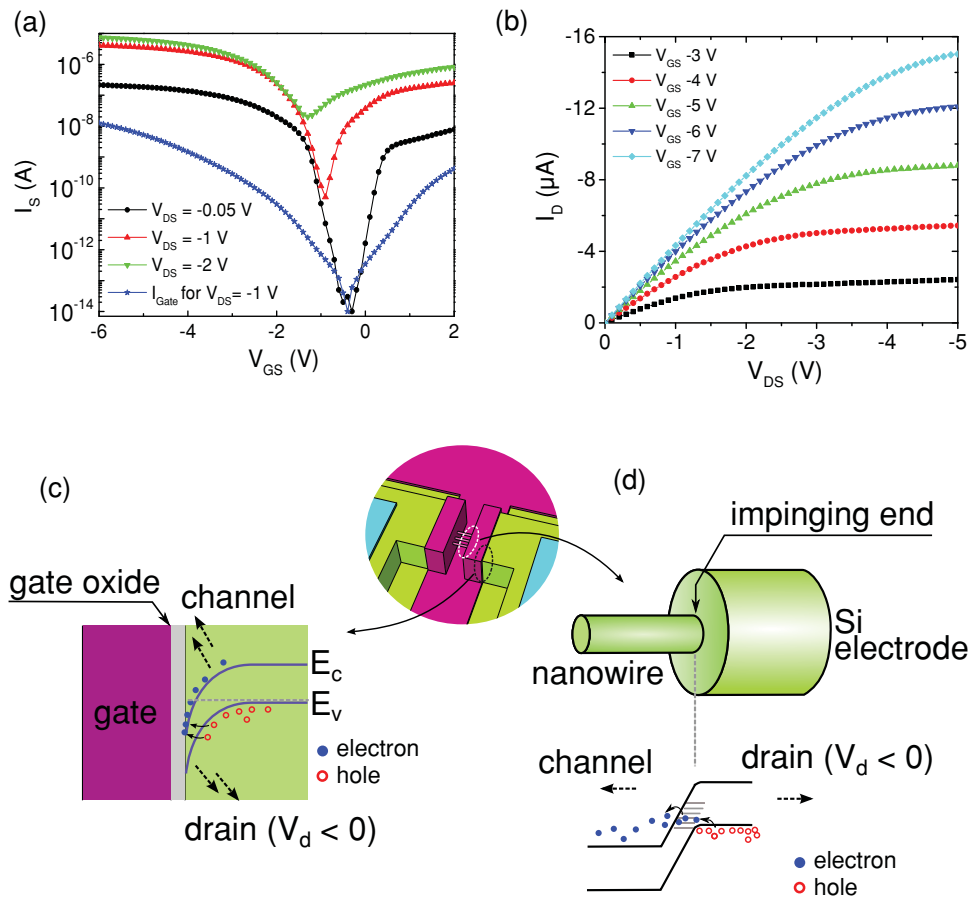 (a)
10^-6
10^-8
10^-10
10^-12
10^-14
I_S (A)
V_DS = -0.05 V
V_DS = -1 V
V_DS = -2 V
I_Gate for V_DS= -1 V
-6 -4 -2 0 2
V_GS (V)
(b)
-16
-12
-8
-4
0
I_D (µA)
V_GS -3 V
V_GS -4 V
V_GS -5 V
V_GS -6 V
V_GS -7 V
0 -1 -2 -3 -4 -5
V_DS (V)
(c)
gate oxide
channel
gate
E_c
E_v
electron
hole
drain (V_d < 0)
(d)
impinging end
Si
electrode
nanowire
channel
drain (V_d < 0)
electron
hole